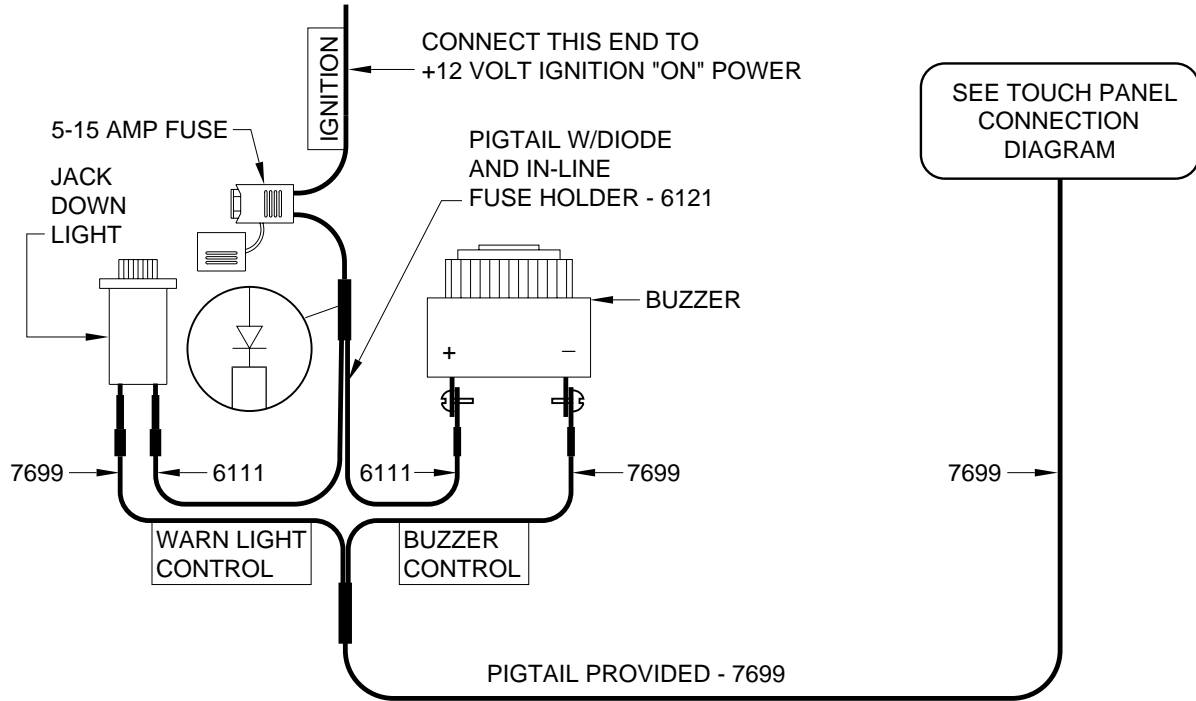 IGNITION
CONNECT THIS END TO
+12 VOLT IGNITION "ON" POWER
SEE TOUCH PANEL
CONNECTION
DIAGRAM
5-15 AMP FUSE
PIGTAIL W/DIODE
AND IN-LINE
FUSE HOLDER - 6121
JACK
DOWN
LIGHT
BUZZER
+ −
7699
6111
6111
7699
7699
WARN LIGHT
CONTROL
BUZZER
CONTROL
PIGTAIL PROVIDED - 7699